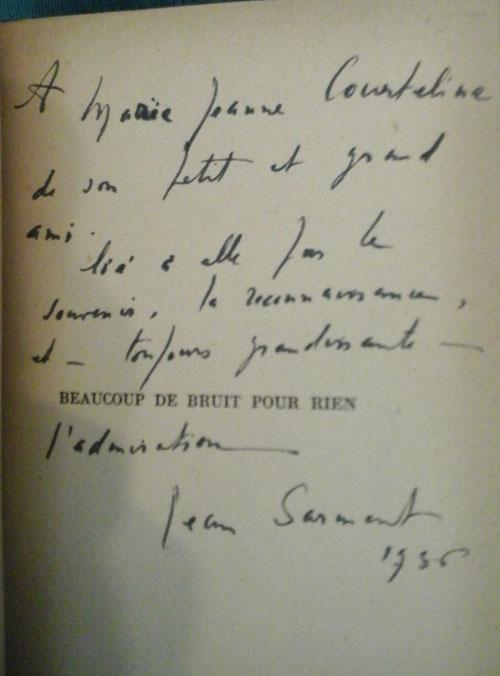 A Marie Jeanne Courteline
de son petit et grand
ami.
lié à elle par le
souvenir, la reconnaissance,
et – toujours grandissante –
BEAUCOUP DE BRUIT POUR RIEN
l'admiration
Jean Sarment
1936